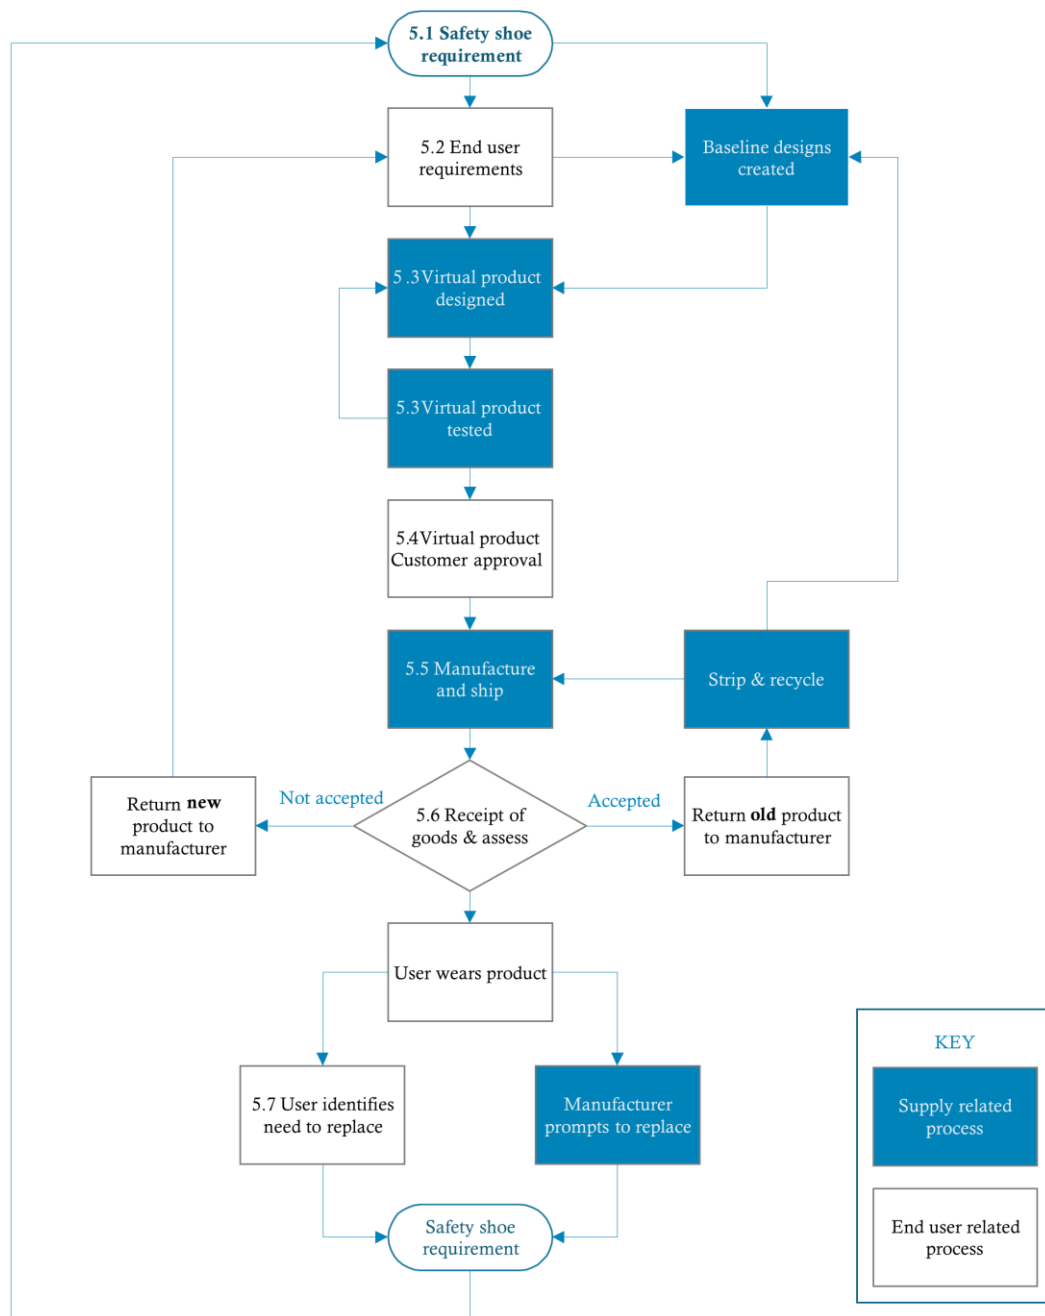 5.1 Safety shoe
requirement
5.2 End user
requirements
Baseline designs
created
5.3Virtual product
designed
5.3Virtual product
tested
5.4Virtual product
Customer approval
5.5 Manufacture
and ship
Strip & recycle
Return new
product to
manufacturer
Not accepted
5.6 Receipt of
goods & assess
Accepted
Return old product
to manufacturer
User wears product
5.7 User identifies
need to replace
Manufacturer
prompts to replace
Safety shoe
requirement
KEY
Supply related
process
End user related
process